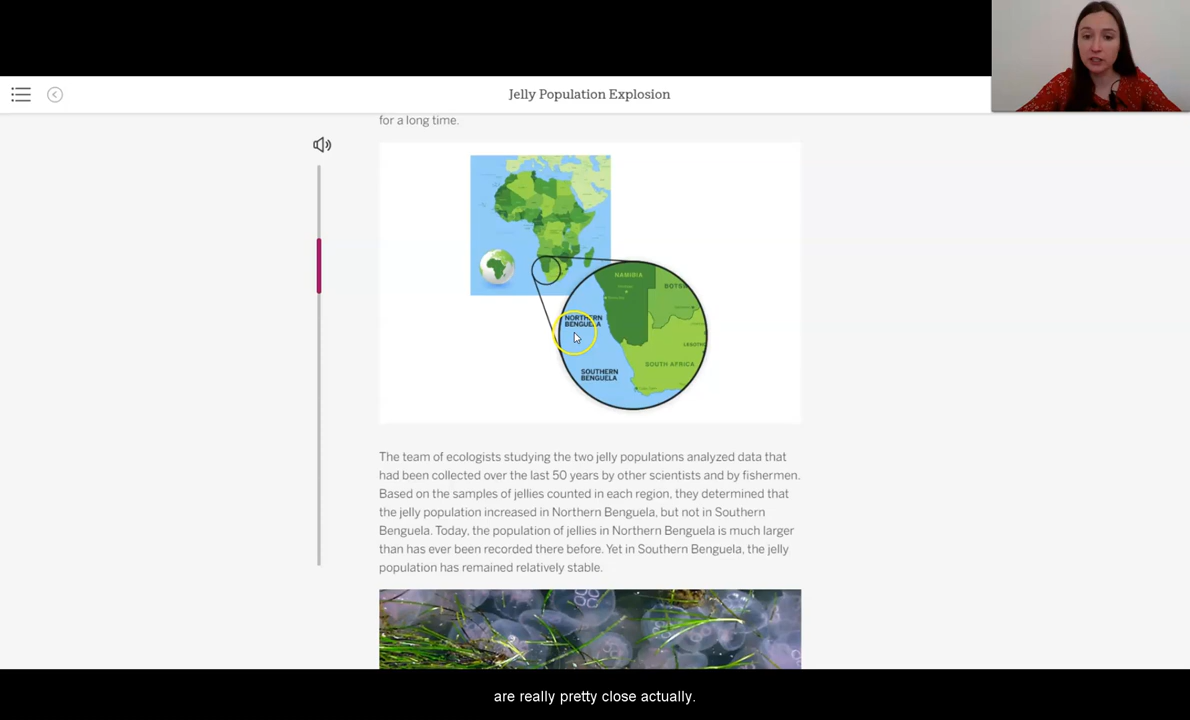 Jelly Population Explosion
for a long time.
NAMIBIA
BOTSW
NORTHERN
BENGUELA
LESOTHO
SOUTH AFRICA
SOUTHERN
BENGUELA
The team of ecologists studying the two jelly populations analyzed data that
had been collected over the last 50 years by other scientists and by fishermen.
Based on the samples of jellies counted in each region, they determined that
the jelly population increased in Northern Benguela, but not in Southern
Benguela. Today, the population of jellies in Northern Benguela is much larger
than has ever been recorded there before. Yet in Southern Benguela, the jelly
population has remained relatively stable.
are really pretty close actually.